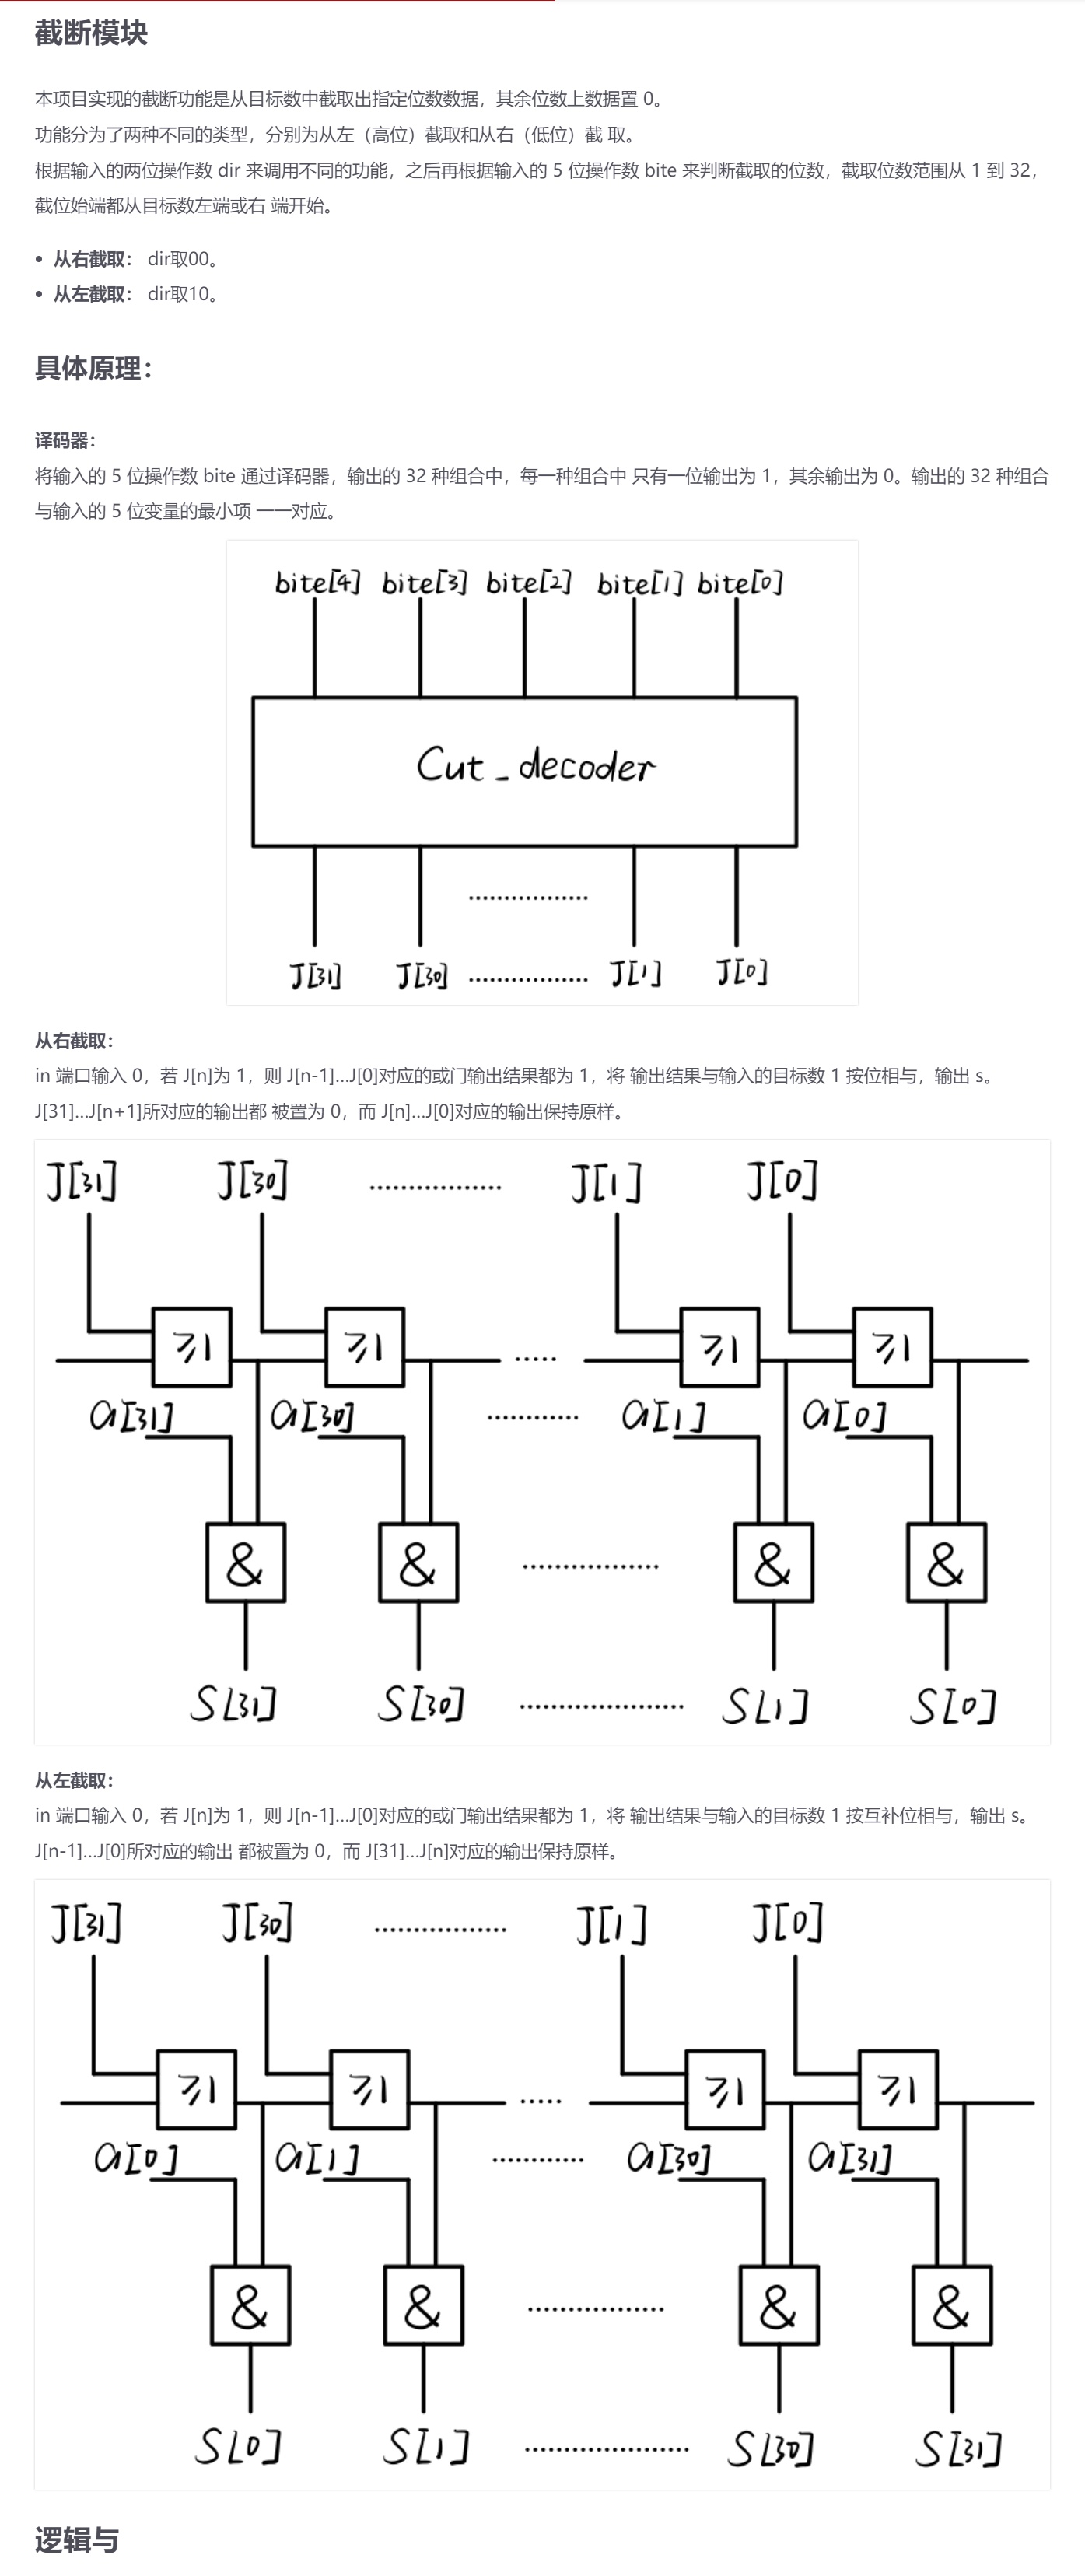 截断模块
本项目实现的截断功能是从目标数中截取出指定位数数据，其余位数上数据置 0。
功能分为了两种不同的类型，分别为从左（高位）截取和从右（低位）截 取。
根据输入的两位操作数 dir 来调用不同的功能，之后再根据输入的 5 位操作数 bite 来判断截取的位数，截取位数范围从 1 到 32，
截位始端都从目标数左端或右 端开始。
• 从右截取： dir取00。
• 从左截取： dir取10。
具体原理：
译码器：
将输入的 5 位操作数 bite 通过译码器，输出的 32 种组合中，每一种组合中 只有一位输出为 1，其余输出为 0。输出的 32 种组合
与输入的 5 位变量的最小项 一一对应。
bite[4] bite[3] bite[2] bite[1] bite[0]
Cut_decoder
.................
J[31] J[30] ................. J[1] J[0]
从右截取：
in 端口输入 0，若 J[n]为 1，则 J[n-1]...J[0]对应的或门输出结果都为 1，将 输出结果与输入的目标数 1 按位相与，输出 s。
J[31]...J[n+1]所对应的输出都 被置为 0，而 J[n]...J[0]对应的输出保持原样。
J[31] J[30] ................. J[1] J[0]
≥1 ≥1 ..... ≥1 ≥1
a[31] a[30] ............ a[1] a[0]
& & ................. & &
S[31] S[30] ..................... S[1] S[0]
从左截取：
in 端口输入 0，若 J[n]为 1，则 J[n-1]...J[0]对应的或门输出结果都为 1，将 输出结果与输入的目标数 1 按互补位相与，输出 s。
J[n-1]...J[0]所对应的输出 都被置为 0，而 J[31]...J[n]对应的输出保持原样。
J[31] J[30] ................. J[1] J[0]
≥1 ≥1 ..... ≥1 ≥1
a[0] a[1] ............ a[30] a[31]
& & ................. & &
S[0] S[1] ..................... S[30] S[31]
逻辑与